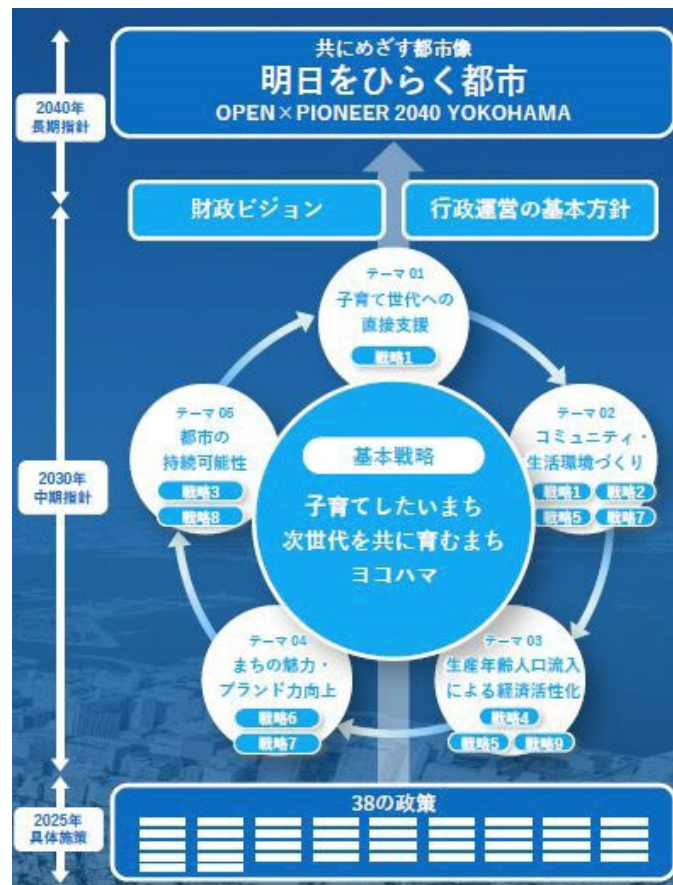 共にめざす都市像
明日をひらく都市
OPEN×PIONEER 2040 YOKOHAMA
2040年
長期指針
財政ビジョン
行政運営の基本方針
テーマ 01
子育て世代への
直接支援
戦略1
テーマ 05
都市の
持続可能性
戦略3
戦略8
テーマ 02
コミュニティ・
生活環境づくり
戦略1 戦略2
戦略5 戦略7
2030年
中期指針
基本戦略
子育てしたいまち
次世代を共に育むまち
ヨコハマ
テーマ 04
まちの魅力・
ブランド力向上
戦略6
戦略7
テーマ 03
生産年齢人口流入
による経済活性化
戦略4
戦略5 戦略9
2025年
具体施策
38の政策